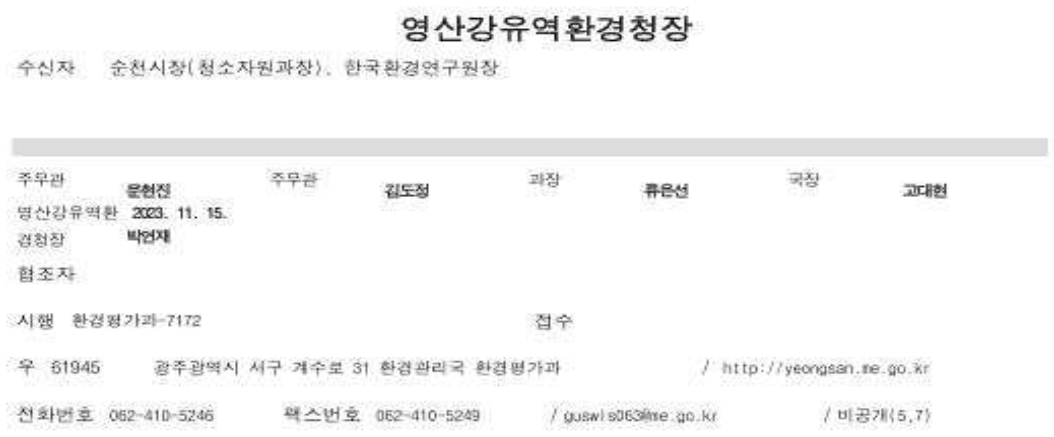 영산강유역환경청장
수신자 순천시장(청소자원과장), 한국환경연구원장
주무관 문현진 주무관 김도정 과장 류은선 국장 고대현
영산강유역환 2023. 11. 15.
경청장 박연재
협조자
시행 환경평가과-7172 접수
우 61945 광주광역시 서구 계수로 31 환경관리국 환경평가과 / http://yeongsan.me.go.kr
전화번호 062-410-5246 팩스번호 062-410-5249 / guswls063@me.go.kr / 비공개(5,7)